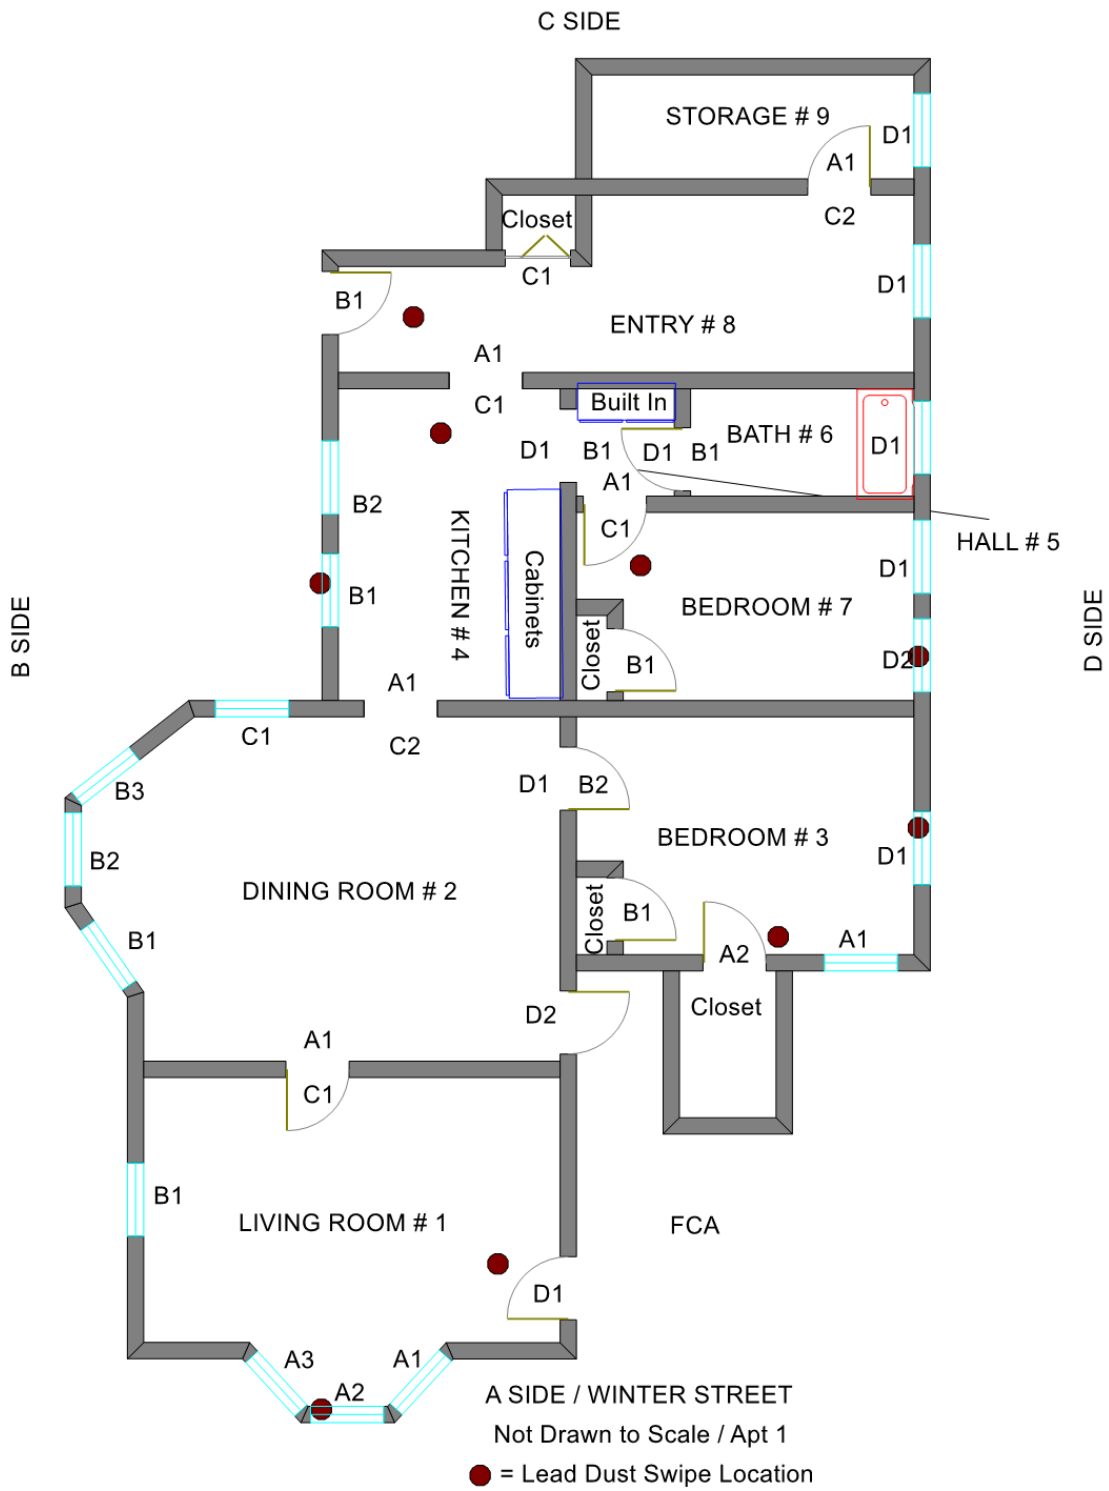 C SIDE
STORAGE # 9
D1
A1
C2
Closet
C1
D1
B1
ENTRY # 8
A1
C1
Built In
D1
B1
A1
D1
B1
BATH # 6
D1
B2
C1
HALL # 5
KITCHEN # 4
Cabinets
D1
B1
BEDROOM # 7
B SIDE
D SIDE
Closet
B1
D2
A1
C1
C2
B3
D1
B2
BEDROOM # 3
B2
D1
DINING ROOM # 2
Closet
B1
B1
A2
A1
Closet
D2
A1
C1
B1
LIVING ROOM # 1
FCA
D1
A3
A1
A2
A SIDE / WINTER STREET
Not Drawn to Scale / Apt 1
= Lead Dust Swipe Location